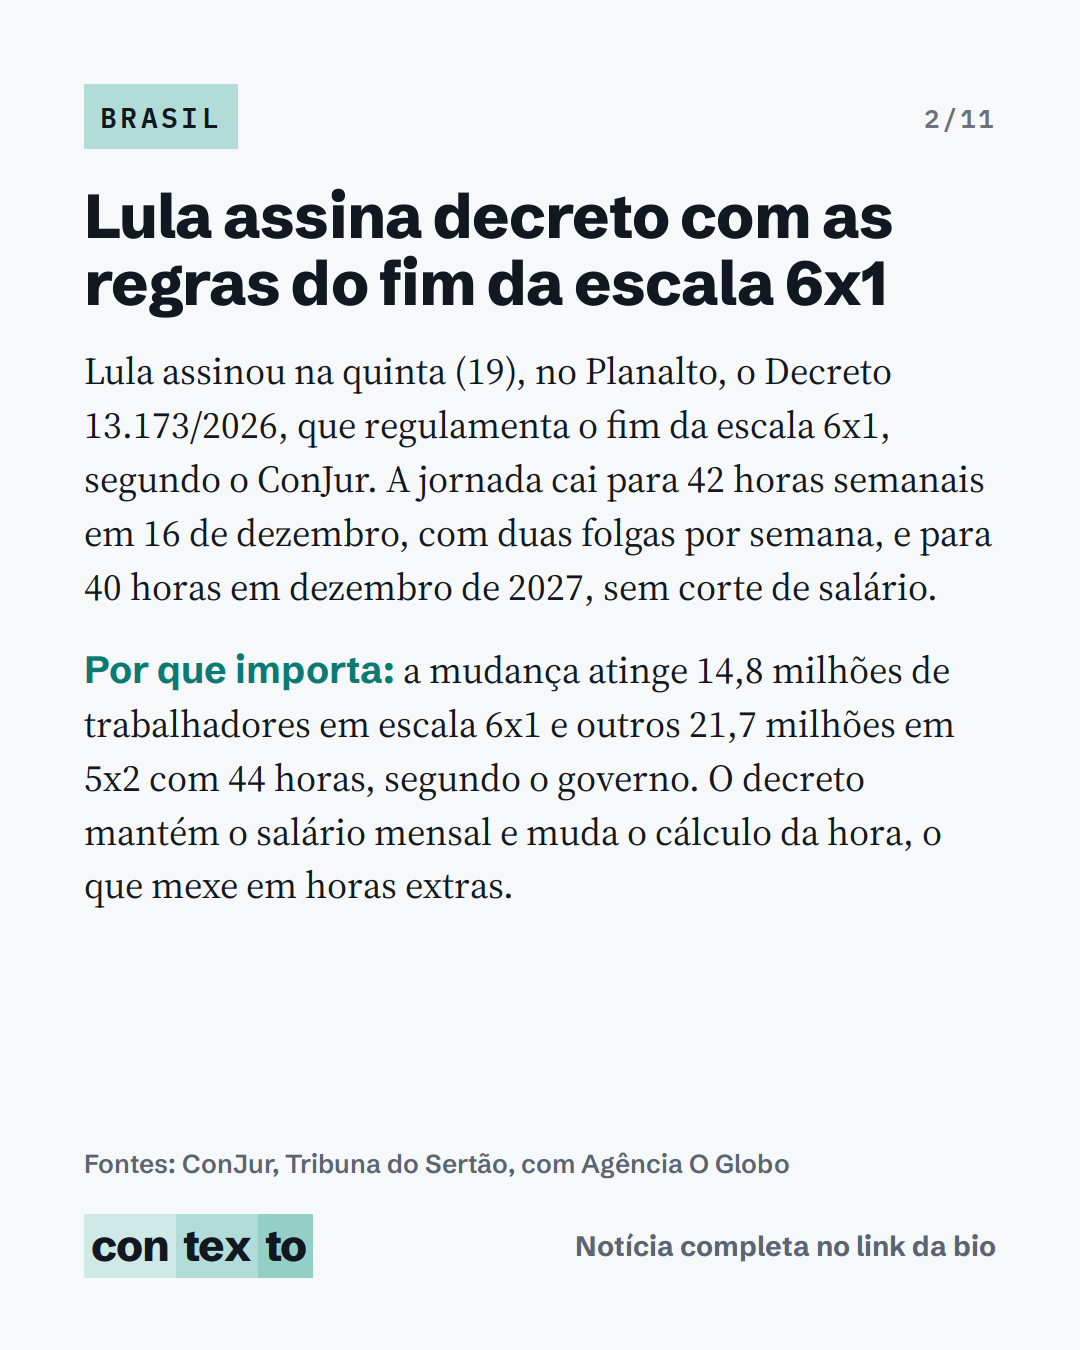 BRASIL
2/11
Lula assina decreto com as
regras do fim da escala 6x1
Lula assinou na quinta (19), no Planalto, o Decreto
13.173/2026, que regulamenta o fim da escala 6x1,
segundo o ConJur. A jornada cai para 42 horas semanais
em 16 de dezembro, com duas folgas por semana, e para
40 horas em dezembro de 2027, sem corte de salário.
Por que importa: a mudança atinge 14,8 milhões de
trabalhadores em escala 6x1 e outros 21,7 milhões em
5x2 com 44 horas, segundo o governo. O decreto
mantém o salário mensal e muda o cálculo da hora, o
que mexe em horas extras.
Fontes: ConJur, Tribuna do Sertão, com Agência O Globo
con tex to
Notícia completa no link da bio